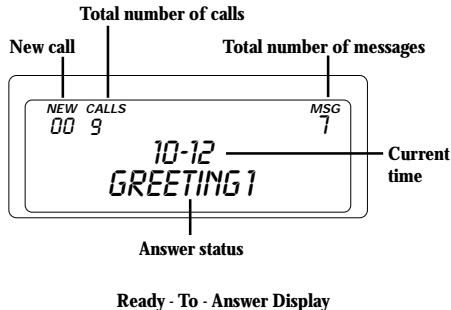 Total number of calls
New call
Total number of messages
NEW CALLS MSG
00 9 7
10-12
Current
time
GREETING1
Answer status
Ready - To - Answer Display